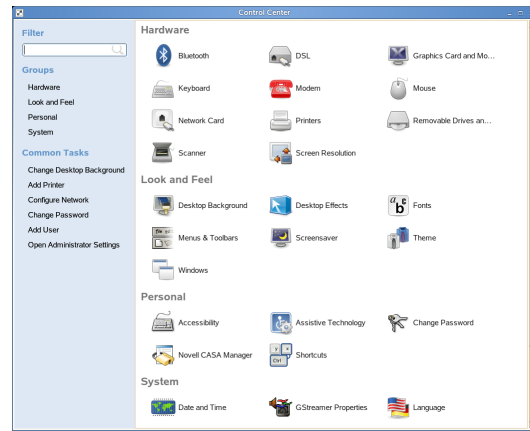 Control Center
Filter
Groups
Hardware
Look and Feel
Personal
System
Common Tasks
Change Desktop Background
Add Printer
Configure Network
Change Password
Add User
Open Administrator Settings
Hardware
Bluetooth
DSL
Graphics Card and Mo...
Keyboard
Modem
Mouse
Network Card
Printers
Removable Drives an...
Scanner
Screen Resolution
Look and Feel
Desktop Background
Desktop Effects
Fonts
Menus & Toolbars
Screensaver
Theme
Windows
Personal
Accessibility
Assistive Technology
Change Password
Novell CASA Manager
Shortcuts
System
Date and Time
GStreamer Properties
Language